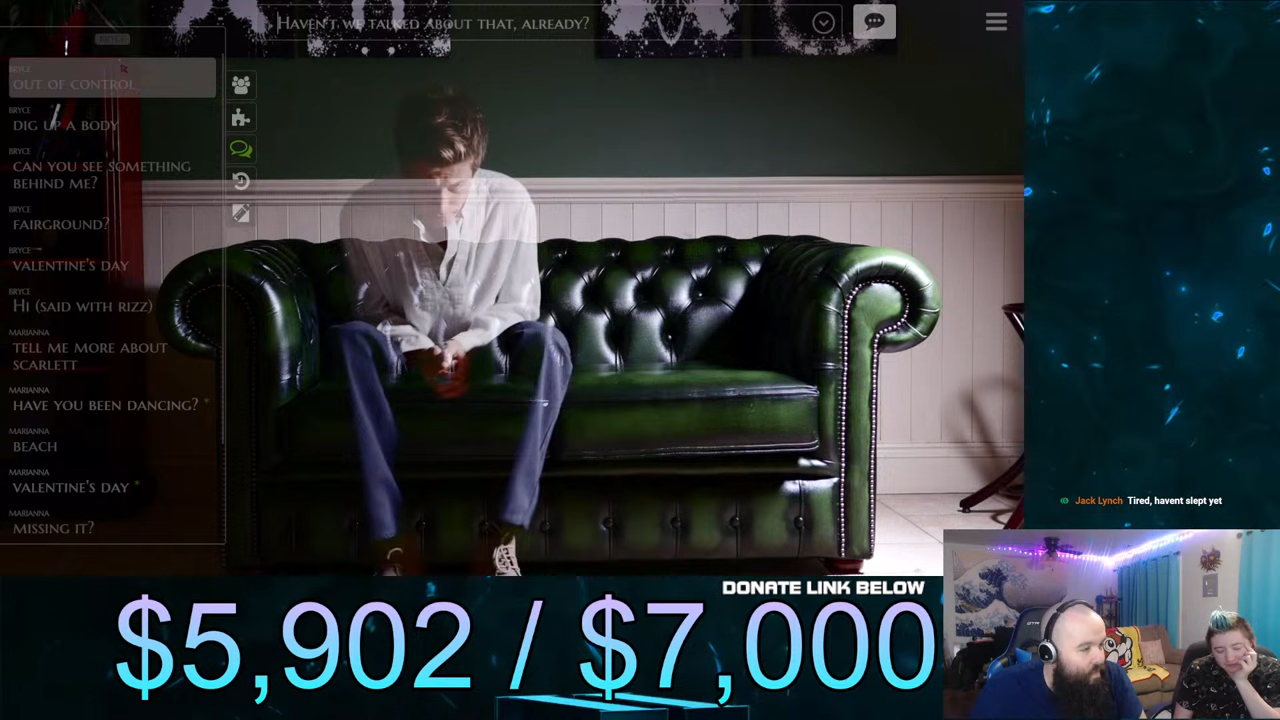 Haven't we talked about that, already?
BRYCE
OUT OF CONTROL
BRYCE
DIG UP A BODY
BRYCE
CAN YOU SEE SOMETHING
BEHIND ME?
BRYCE
FAIRGROUND?
BRYCE
VALENTINE'S DAY
BRYCE
HI (SAID WITH RIZZ)
MARIANNA
TELL ME MORE ABOUT
SCARLETT
MARIANNA
HAVE YOU BEEN DANCING? *
MARIANNA
BEACH
MARIANNA
VALENTINE'S DAY *
MARIANNA
MISSING IT?
Jack Lynch Tired, havent slept yet
DONATE LINK BELOW
$5,902 / $7,000